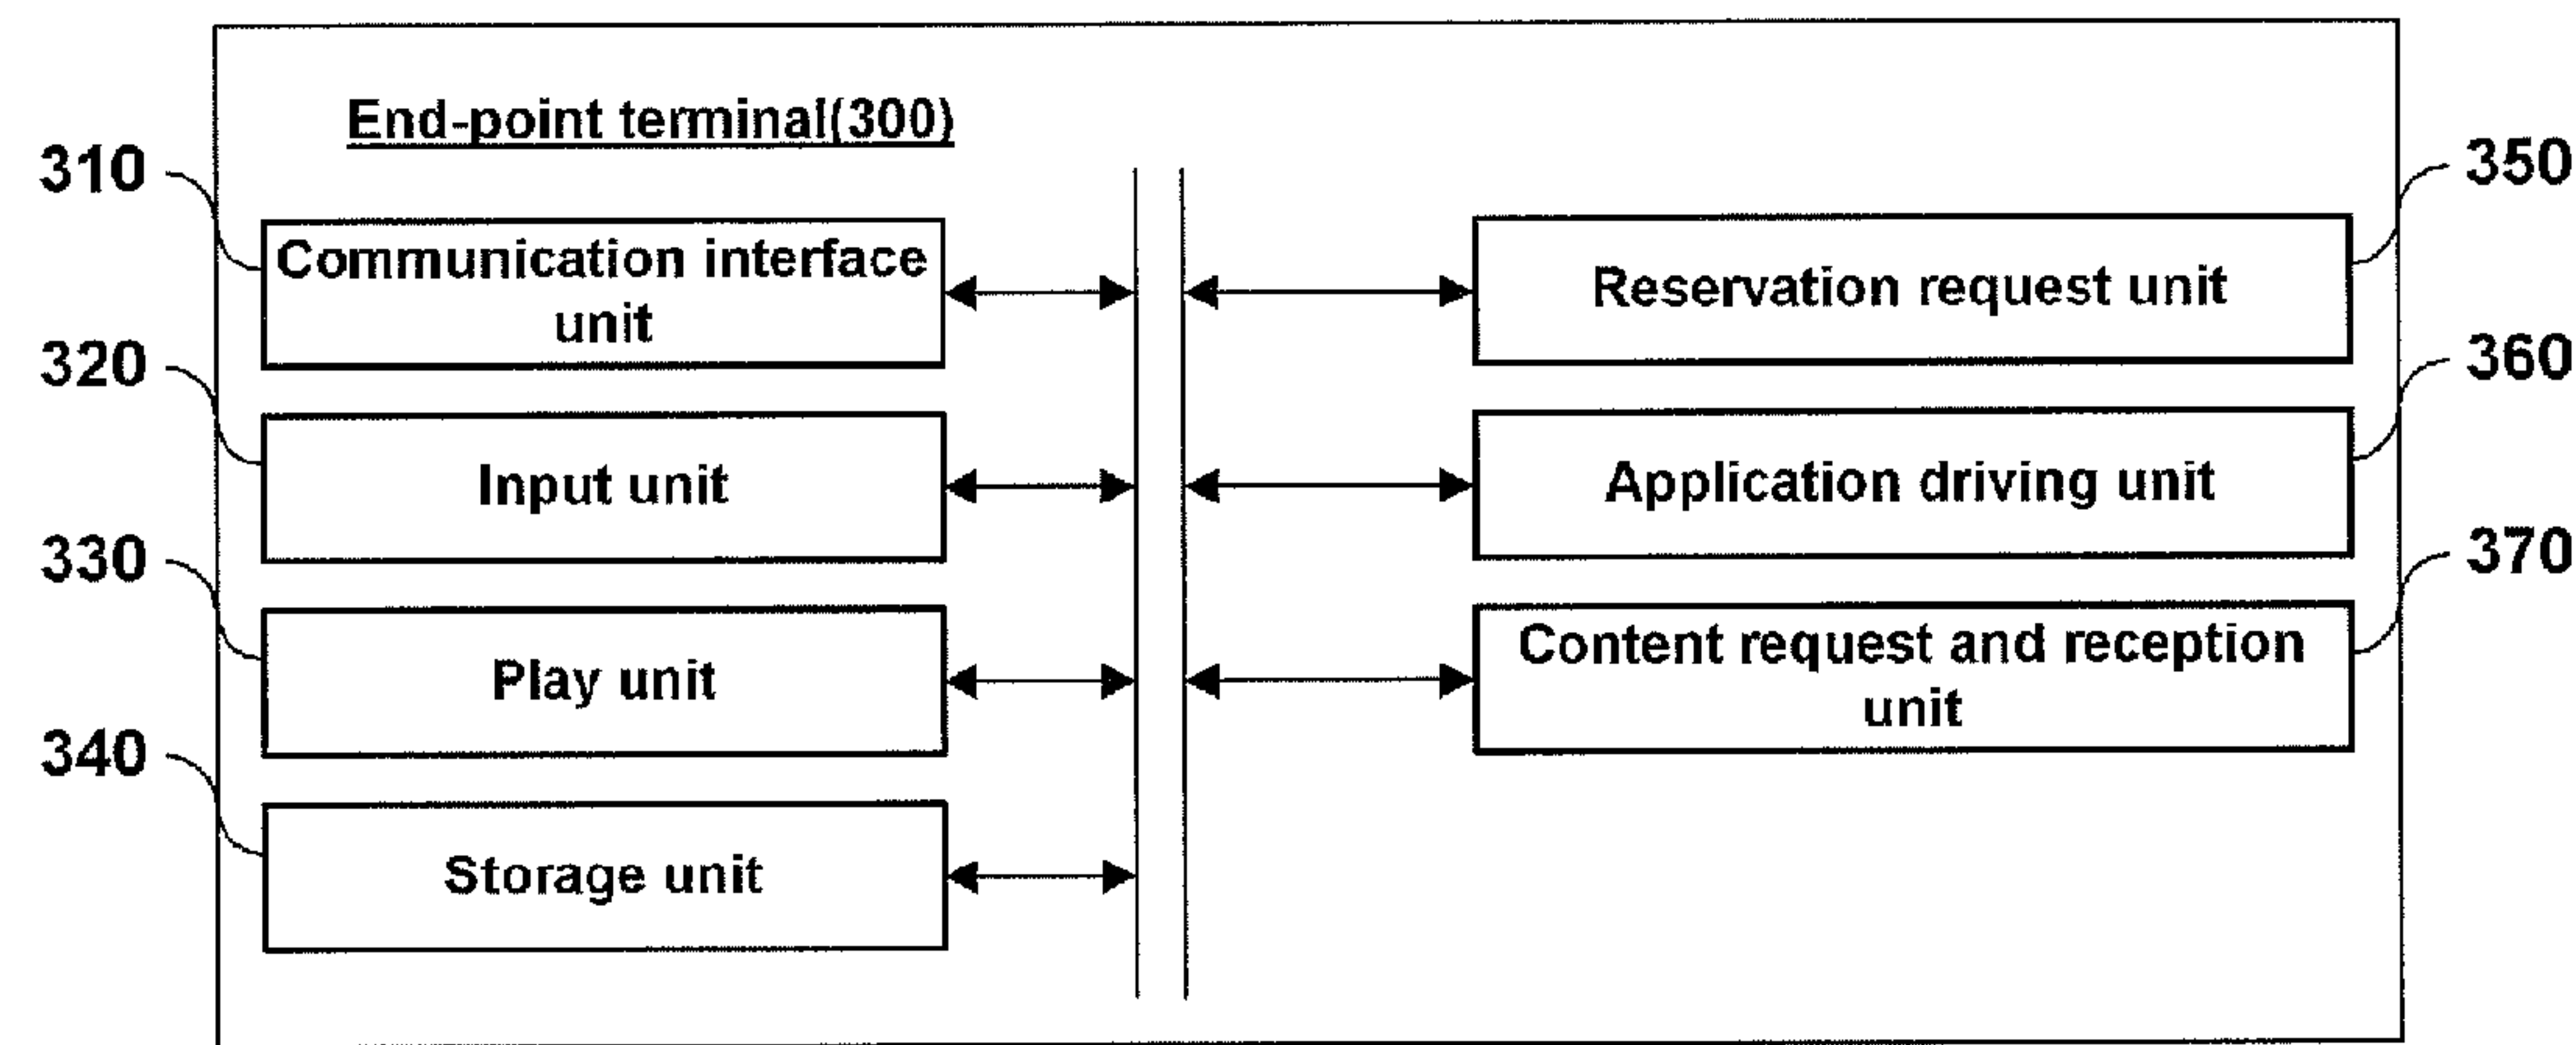 End-point terminal(300)
310
Communication interface
unit
320
Input unit
330
Play unit
340
Storage unit
350
Reservation request unit
360
Application driving unit
370
Content request and reception
unit